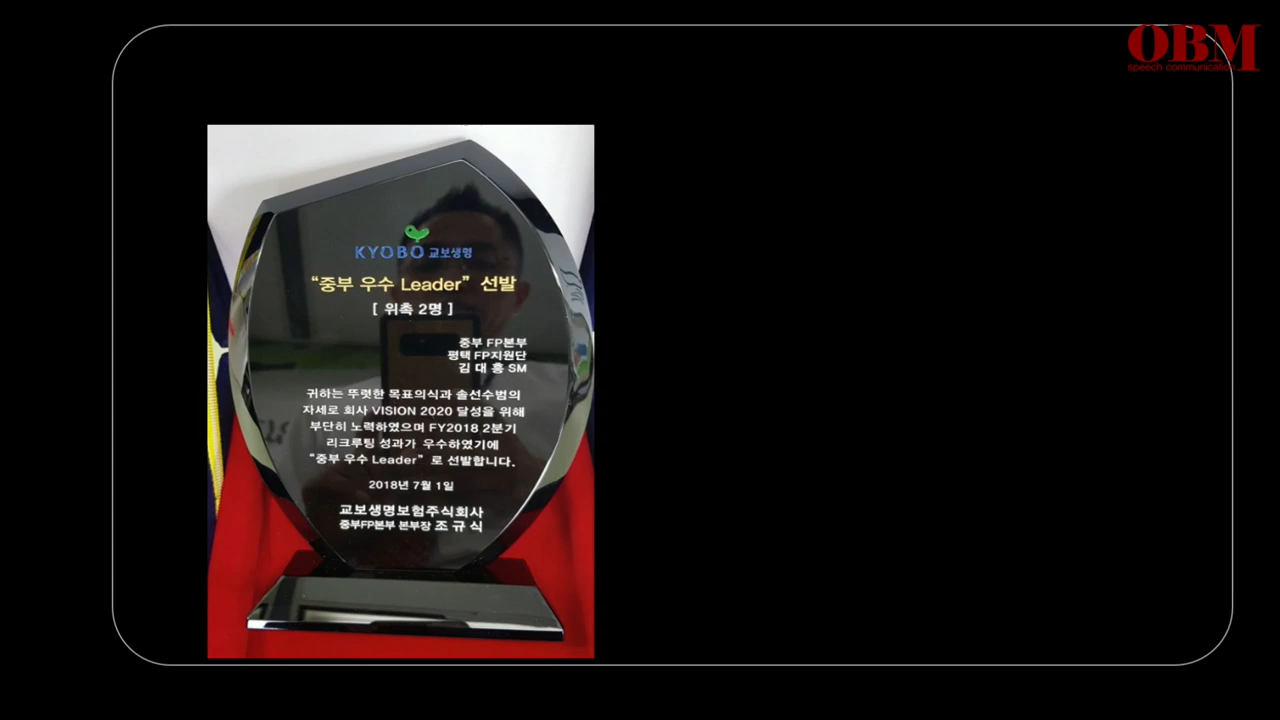 OBM
speech communication
KYOBO 교보생명
“중부 우수 Leader” 선발
[ 위촉 2명 ]
중부 FP본부
평택 FP지원단
김 대 홍 SM
귀하는 뚜렷한 목표의식과 솔선수범의
자세로 회사 VISION 2020 달성을 위해
부단히 노력하였으며 FY2018 2분기
리크루팅 성과가 우수하였기에
“중부 우수 Leader” 로 선발합니다.
2018년 7월 1일
교보생명보험주식회사
중부FP본부 본부장 조 규 식